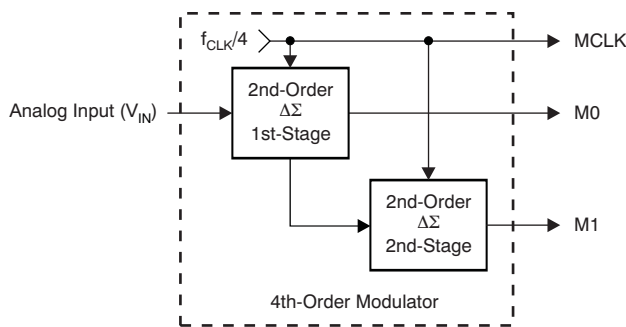 f_CLK/4
MCLK
Analog Input (V_IN)
2nd-Order
ΔΣ
1st-Stage
M0
2nd-Order
ΔΣ
2nd-Stage
M1
4th-Order Modulator